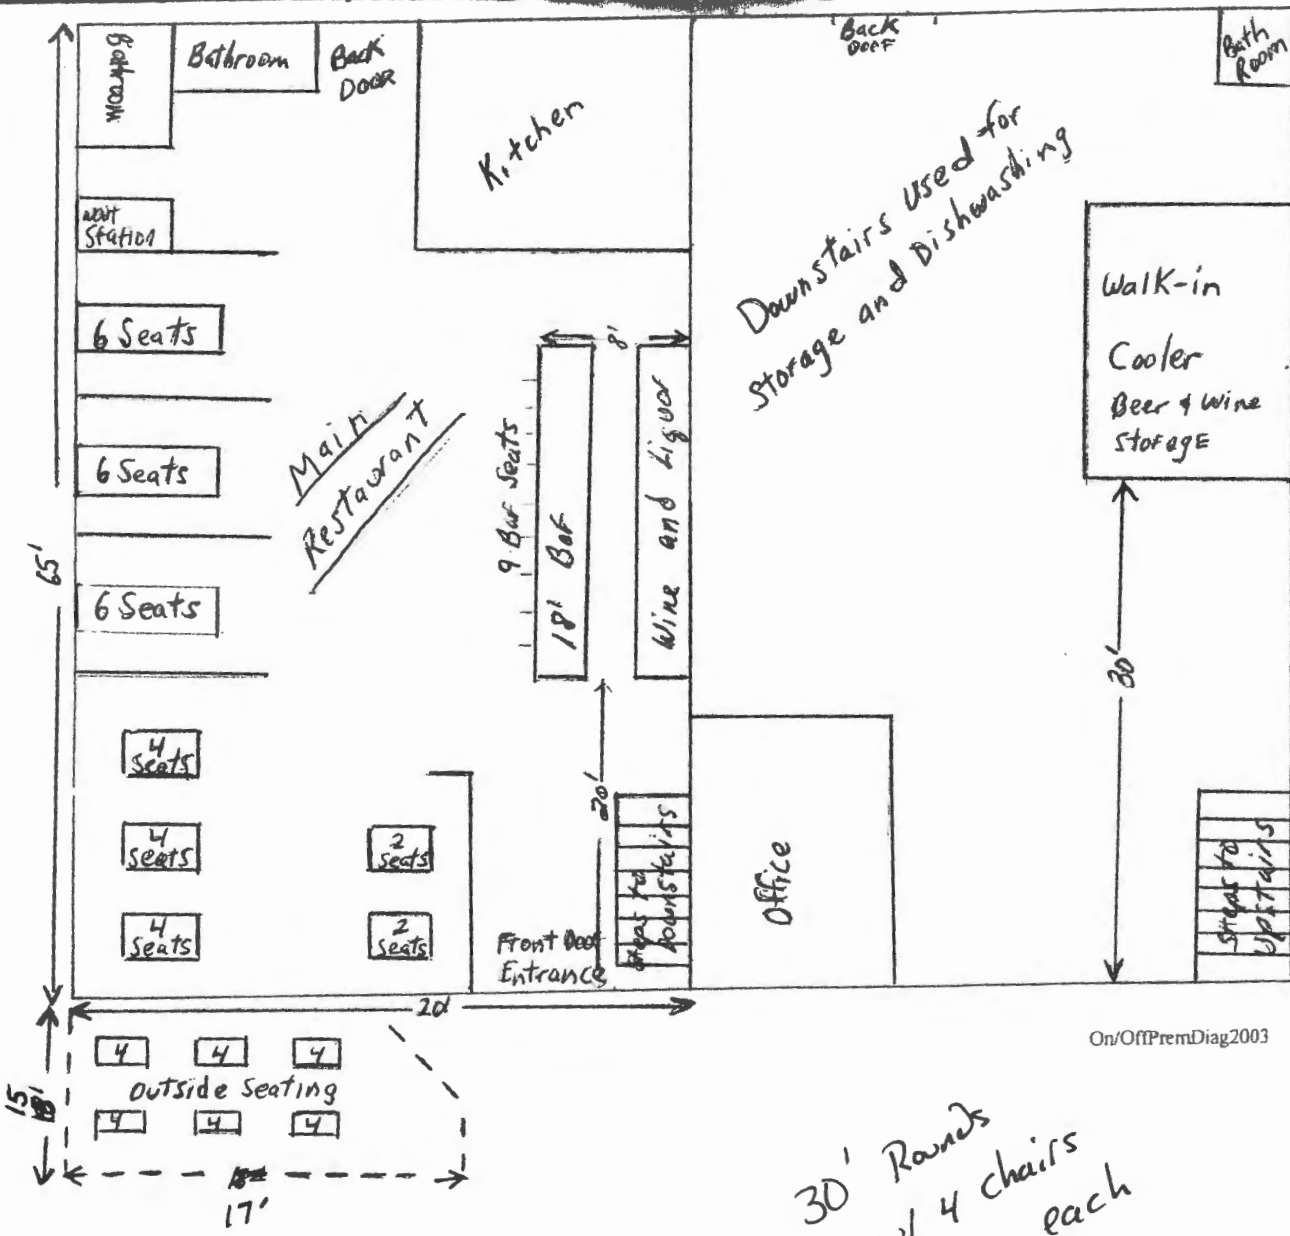 Bathroom
Bathroom
Back
DOOR
Kitchen
wait
Station
6 Seats
6 Seats
6 Seats
Main
Restaurant
9 Bar Seats
18' Bar
8'
Wine and Liquor
65'
4
Seats
4
Seats
4
Seats
2
Seats
2
Seats
Front Door
Entrance
20'
Steps to
Downstairs
20'
Back
DOOR
Bath
Room
Downstairs used for
Storage and Dishwashing
Walk-in
Cooler
Beer & Wine
Storage
30'
Office
Steps to
Upstairs
On/OffPremDiag2003
4
4
4
Outside Seating
4
4
4
15
17'
30' Rounds
4 chairs
each